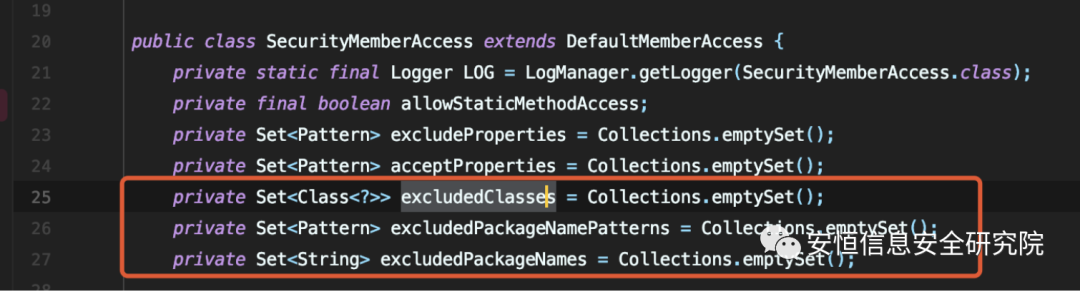 19
20 public class SecurityMemberAccess extends DefaultMemberAccess {
21 private static final Logger LOG = LogManager.getLogger(SecurityMemberAccess.class);
22 private final boolean allowStaticMethodAccess;
23 private Set<Pattern> excludeProperties = Collections.emptySet();
24 private Set<Pattern> acceptProperties = Collections.emptySet();
25 private Set<Class<?>> excludedClasses = Collections.emptySet();
26 private Set<Pattern> excludedPackageNamePatterns = Collections.emptySet();
27 private Set<String> excludedPackageNames = Collections.emptySet();
安恒信息安全研究院
28